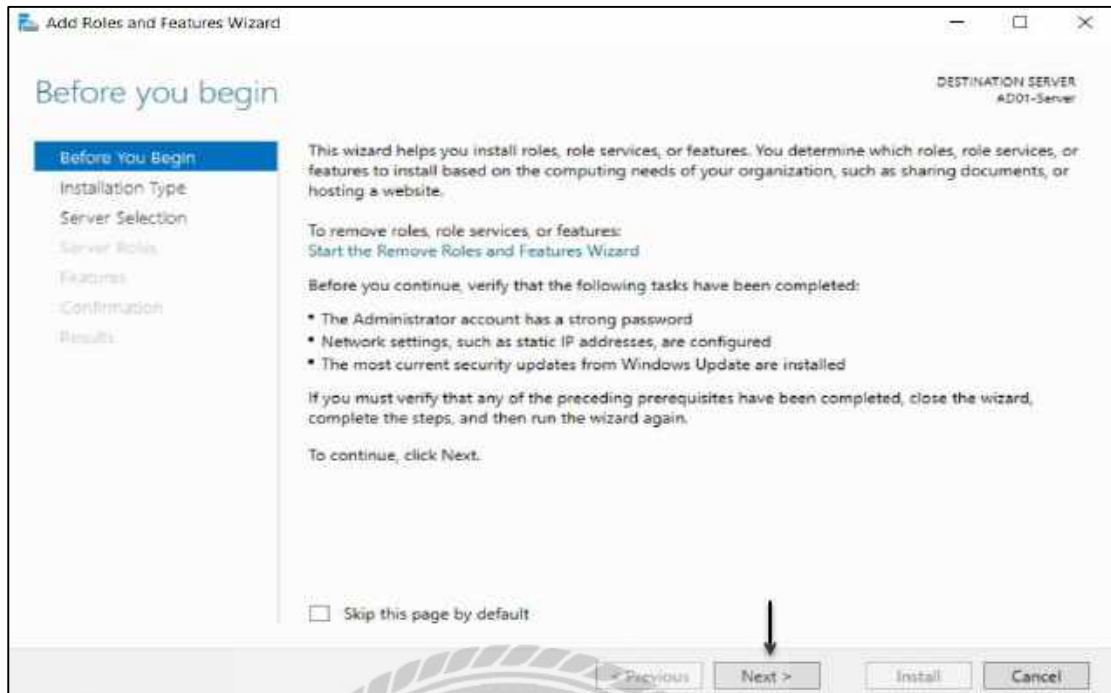 Add Roles and Features Wizard
Before you begin
DESTINATION SERVER
AD01-Server
Before You Begin
Installation Type
Server Selection
Server Roles
Features
Confirmation
Results
This wizard helps you install roles, role services, or features. You determine which roles, role services, or
features to install based on the computing needs of your organization, such as sharing documents, or
hosting a website.
To remove roles, role services, or features:
Start the Remove Roles and Features Wizard
Before you continue, verify that the following tasks have been completed:
• The Administrator account has a strong password
• Network settings, such as static IP addresses, are configured
• The most current security updates from Windows Update are installed
If you must verify that any of the preceding prerequisites have been completed, close the wizard,
complete the steps, and then run the wizard again.
To continue, click Next.
Skip this page by default
< Previous
Next >
Install
Cancel